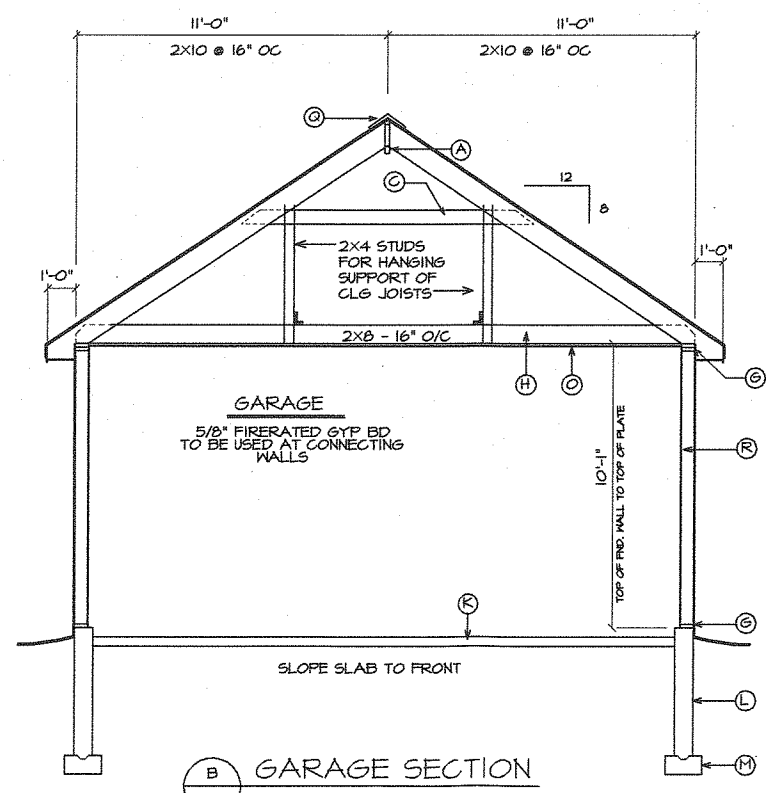 11'-0" 11'-0"
2X10 @ 16" OC 2X10 @ 16" OC
Q
A
C
12
8
1'-0" 1'-0"
2X4 STUDS
FOR HANGING
SUPPORT OF
CLG JOISTS
2X8 - 16" O/C
H O G
GARAGE
5/8" FIRERATED GYP BD
TO BE USED AT CONNECTING
WALLS
10'-1"
TOP OF FND. WALL TO TOP OF PLATE
R
K
G
SLOPE SLAB TO FRONT
L
M
B GARAGE SECTION